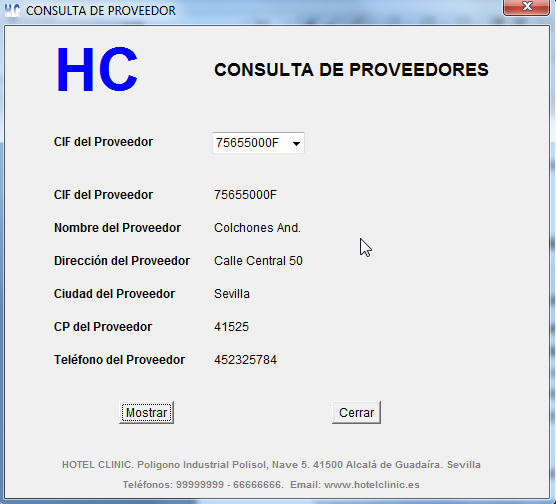 HC CONSULTA DE PROVEEDOR
HC CONSULTA DE PROVEEDORES
CIF del Proveedor 75655000F
CIF del Proveedor 75655000F
Nombre del Proveedor Colchones And.
Dirección del Proveedor Calle Central 50
Ciudad del Proveedor Sevilla
CP del Proveedor 41525
Teléfono del Proveedor 452325784
Mostrar Cerrar
HOTEL CLINIC. Poligono Industrial Polisol, Nave 5. 41500 Alcalá de Guadaíra. Sevilla
Teléfonos: 99999999 - 66666666. Email: www.hotelclinic.es